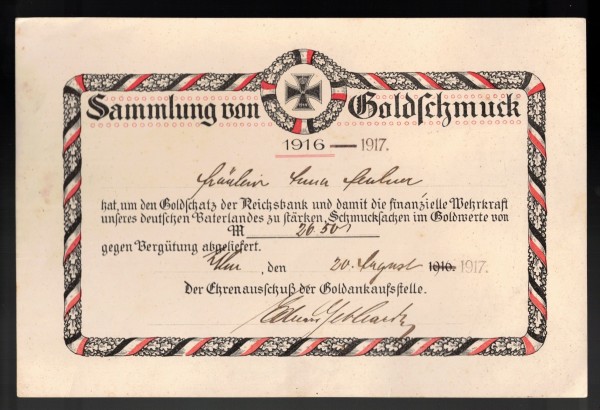 Sammlung von Goldschmuck
1916 — 1917.
Fräulein
hat, um den Goldschatz der Reichsbank und damit die finanzielle Wehrkraft
unseres deutschen Vaterlandes zu stärken, Schmucksachen im Goldwerte von
M 26.50
gegen Vergütung abgeliefert.
Ulm, den 20. August 1916. 1917.
Der Ehrenausschuß der Goldankaufsstelle.